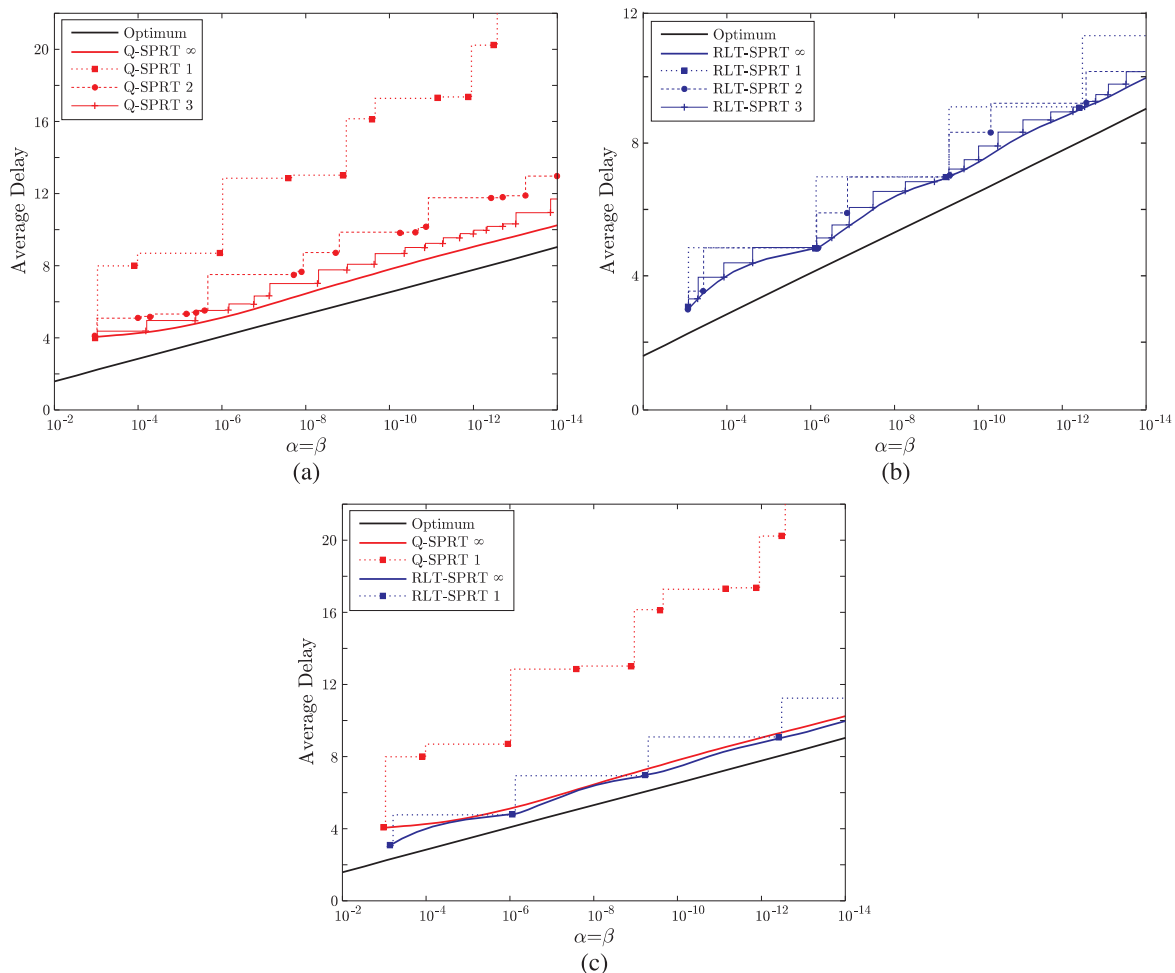 Optimum
Q-SPRT ∞
Q-SPRT 1
Q-SPRT 2
Q-SPRT 3
20
16
12
8
4
0
Average Delay
10^-2
10^-4
10^-6
10^-8
10^-10
10^-12
10^-14
α=β
(a)
Optimum
RLT-SPRT ∞
RLT-SPRT 1
RLT-SPRT 2
RLT-SPRT 3
12
8
4
0
Average Delay
10^-4
10^-6
10^-8
10^-10
10^-12
10^-14
α=β
(b)
Optimum
Q-SPRT ∞
Q-SPRT 1
RLT-SPRT ∞
RLT-SPRT 1
20
16
12
8
4
0
Average Delay
10^-2
10^-4
10^-6
10^-8
10^-10
10^-12
10^-14
α=β
(c)